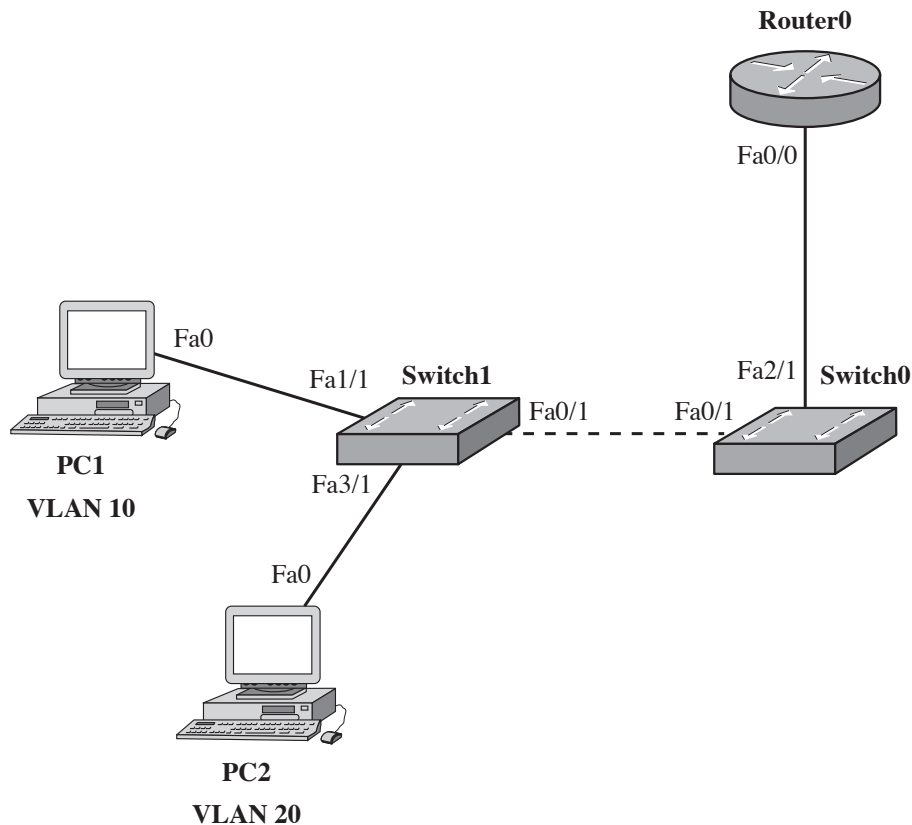 Router0
Fa0/0
Fa0
Fa1/1
Switch1
Fa2/1
Switch0
Fa0/1
Fa0/1
PC1
VLAN 10
Fa3/1
Fa0
PC2
VLAN 20